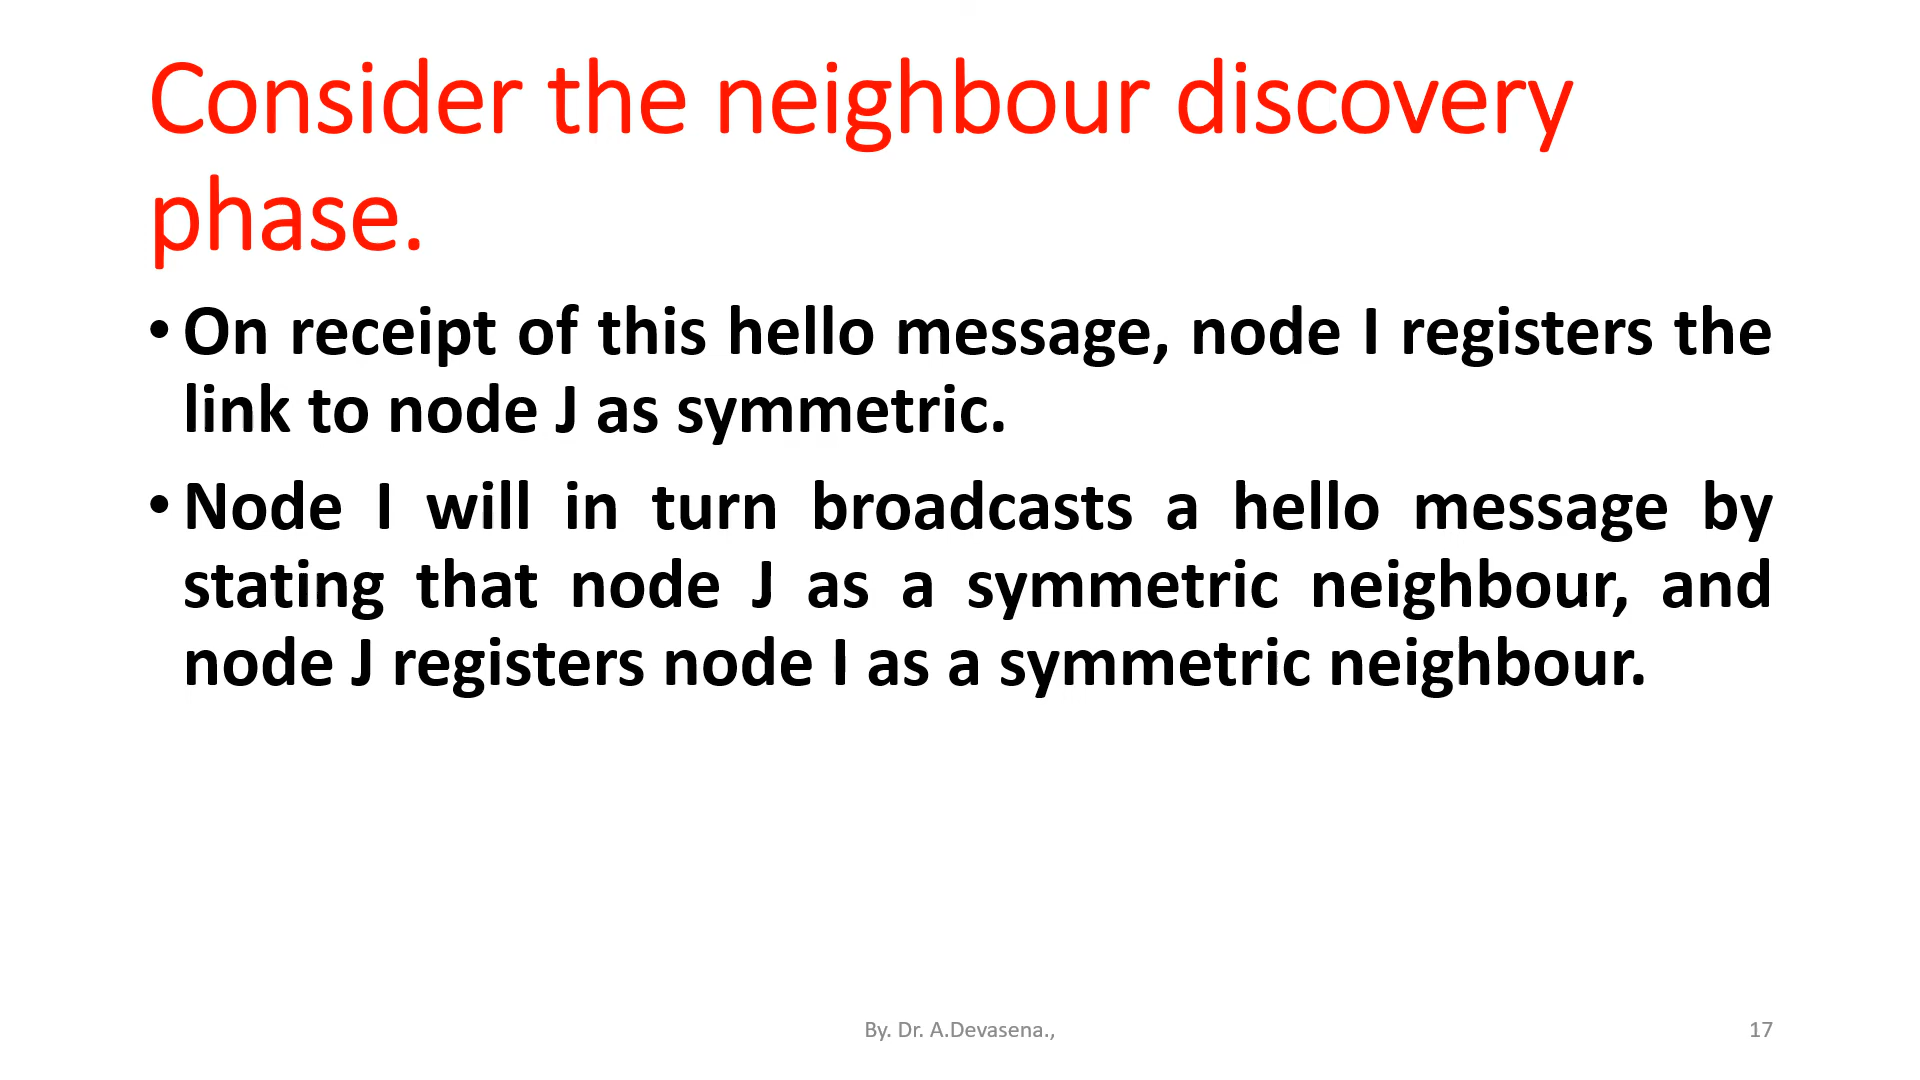 Consider the neighbour discovery
phase.
• On receipt of this hello message, node I registers the
link to node J as symmetric.
• Node I will in turn broadcasts a hello message by
stating that node J as a symmetric neighbour, and
node J registers node I as a symmetric neighbour.
By. Dr. A.Devasena.,
17